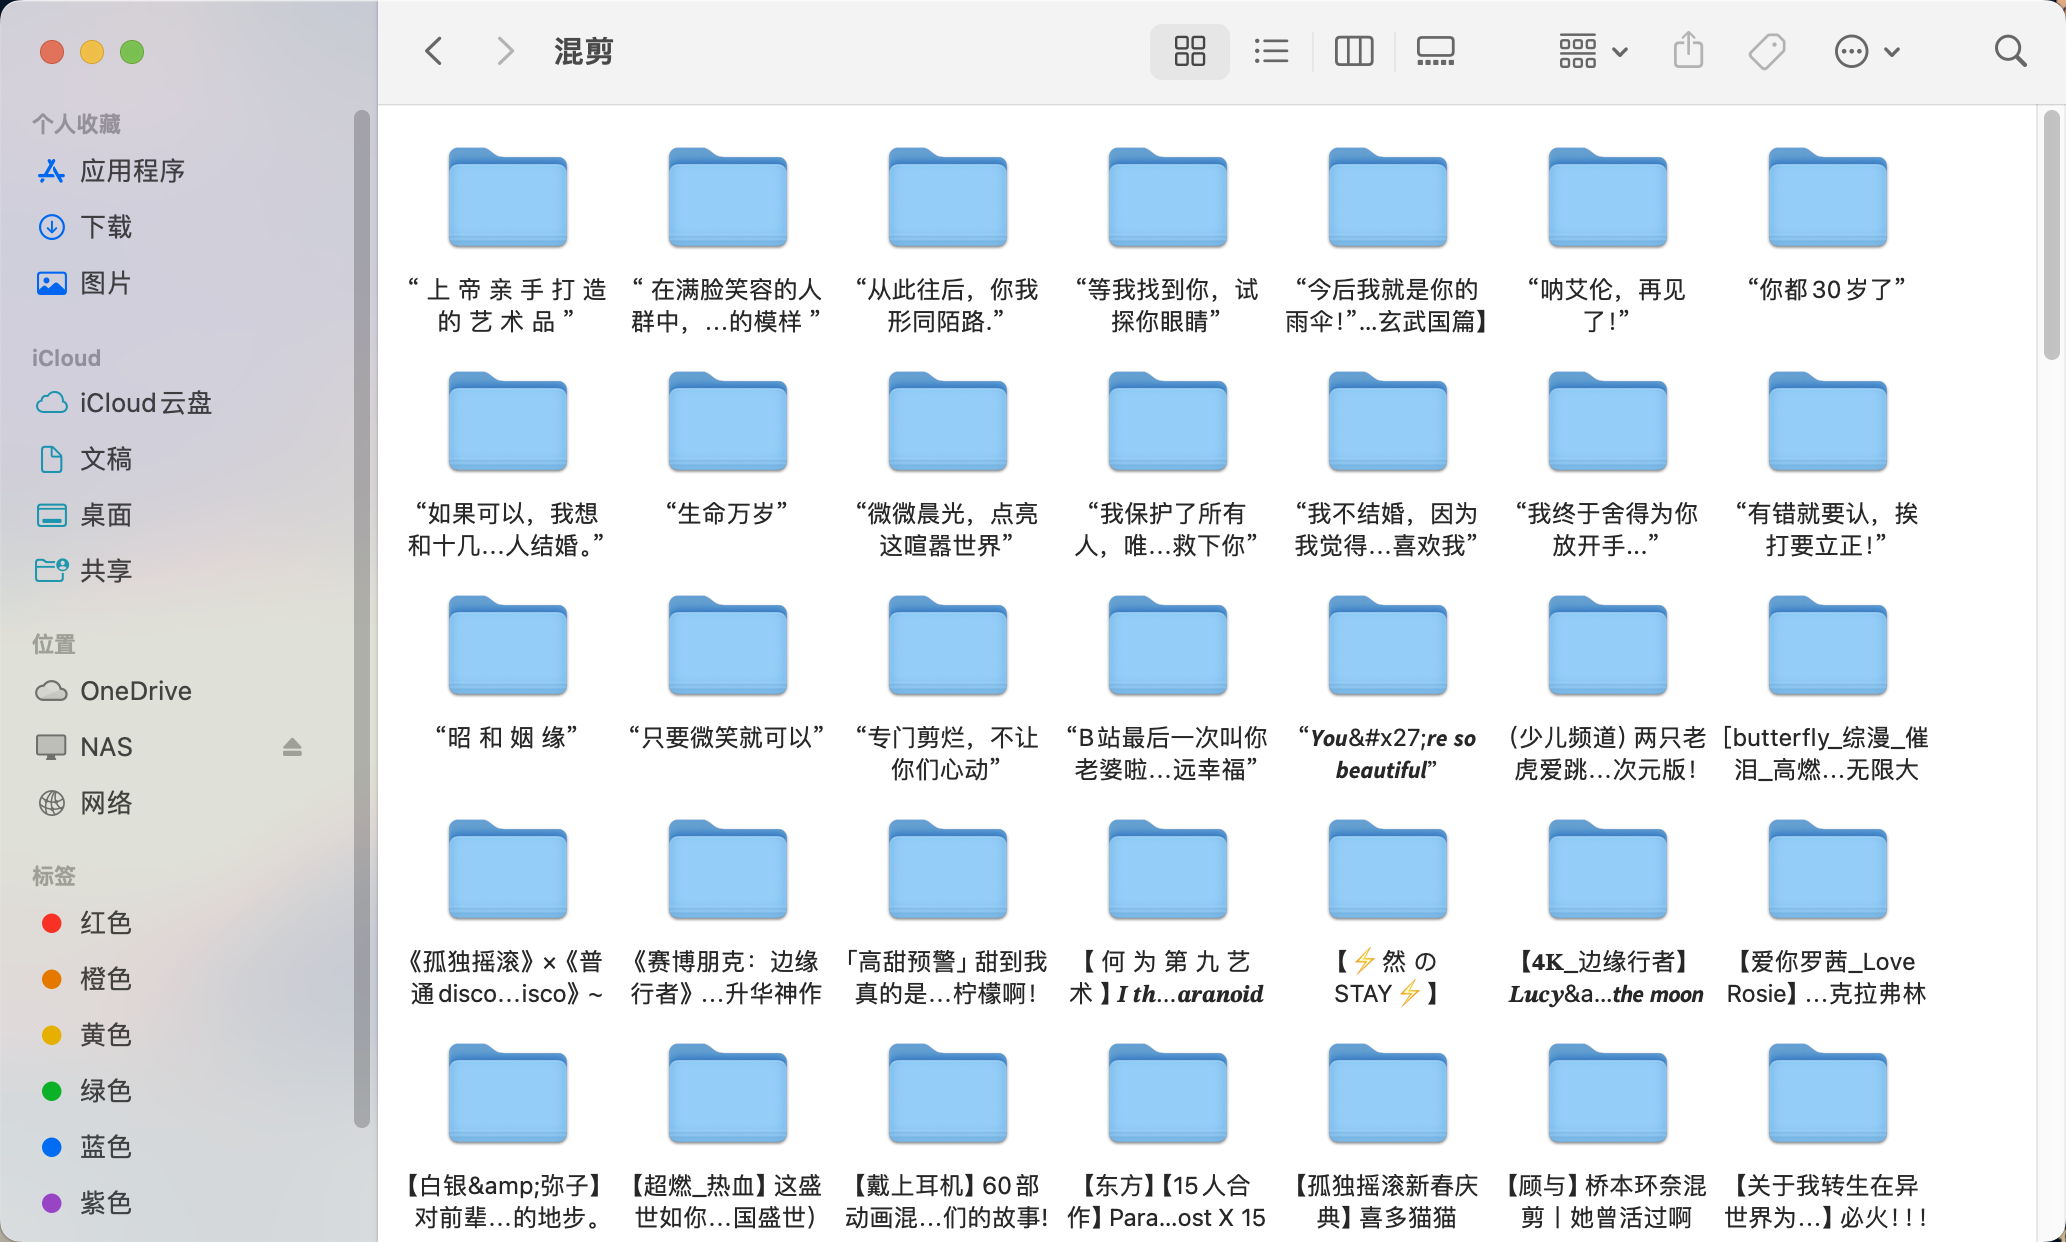 混剪
个人收藏
应用程序
下载
图片
iCloud
iCloud云盘
文稿
桌面
共享
位置
OneDrive
NAS
网络
标签
红色
橙色
黄色
绿色
蓝色
紫色
“ 上 帝 亲 手 打 造
的 艺 术 品 ”
“ 在满脸笑容的人
群中，…的模样 ”
“从此往后，你我
形同陌路.”
“等我找到你，试
探你眼睛”
“今后我就是你的
雨伞！”…玄武国篇】
“呐艾伦，再见
了！”
“你都30岁了”
“如果可以，我想
和十几…人结婚。”
“生命万岁”
“微微晨光，点亮
这喧嚣世界”
“我保护了所有
人，唯…救下你”
“我不结婚，因为
我觉得…喜欢我”
“我终于舍得为你
放开手…”
“有错就要认，挨
打要立正！”
“昭 和 姻 缘”
“只要微笑就可以”
“专门剪烂，不让
你们心动”
“B站最后一次叫你
老婆啦…远幸福”
“𝒀𝒐𝒖&#x27;𝒓𝒆 𝒔𝒐
𝒃𝒆𝒂𝒖𝒕𝒊𝒇𝒖𝒍”
（少儿频道）两只老
虎爱跳…次元版！
[butterfly_综漫_催
泪_高燃…无限大
《孤独摇滚》×《普
通disco…isco》~
《赛博朋克：边缘
行者》…升华神作
「高甜预警」甜到我
真的是…柠檬啊！
【 何 为 第 九 艺
术 】𝑰 𝒕𝒉…𝒂𝒓𝒂𝒏𝒐𝒊𝒅
【⚡然 の
STAY⚡】
【𝟒𝐊_边缘行者】
𝑳𝒖𝒄𝒚&a…𝒕𝒉𝒆 𝒎𝒐𝒐𝒏
【爱你罗茜_Love
Rosie】…克拉弗林
【白银&amp;弥子】
对前辈…的地步。
【超燃_热血】这盛
世如你…国盛世）
【戴上耳机】60部
动画混…们的故事!
【东方】【15人合
作】Para…ost X 15
【孤独摇滚新春庆
典】喜多猫猫
【顾与】桥本环奈混
剪丨她曾活过啊
【关于我转生在异
世界为…】必火！！！